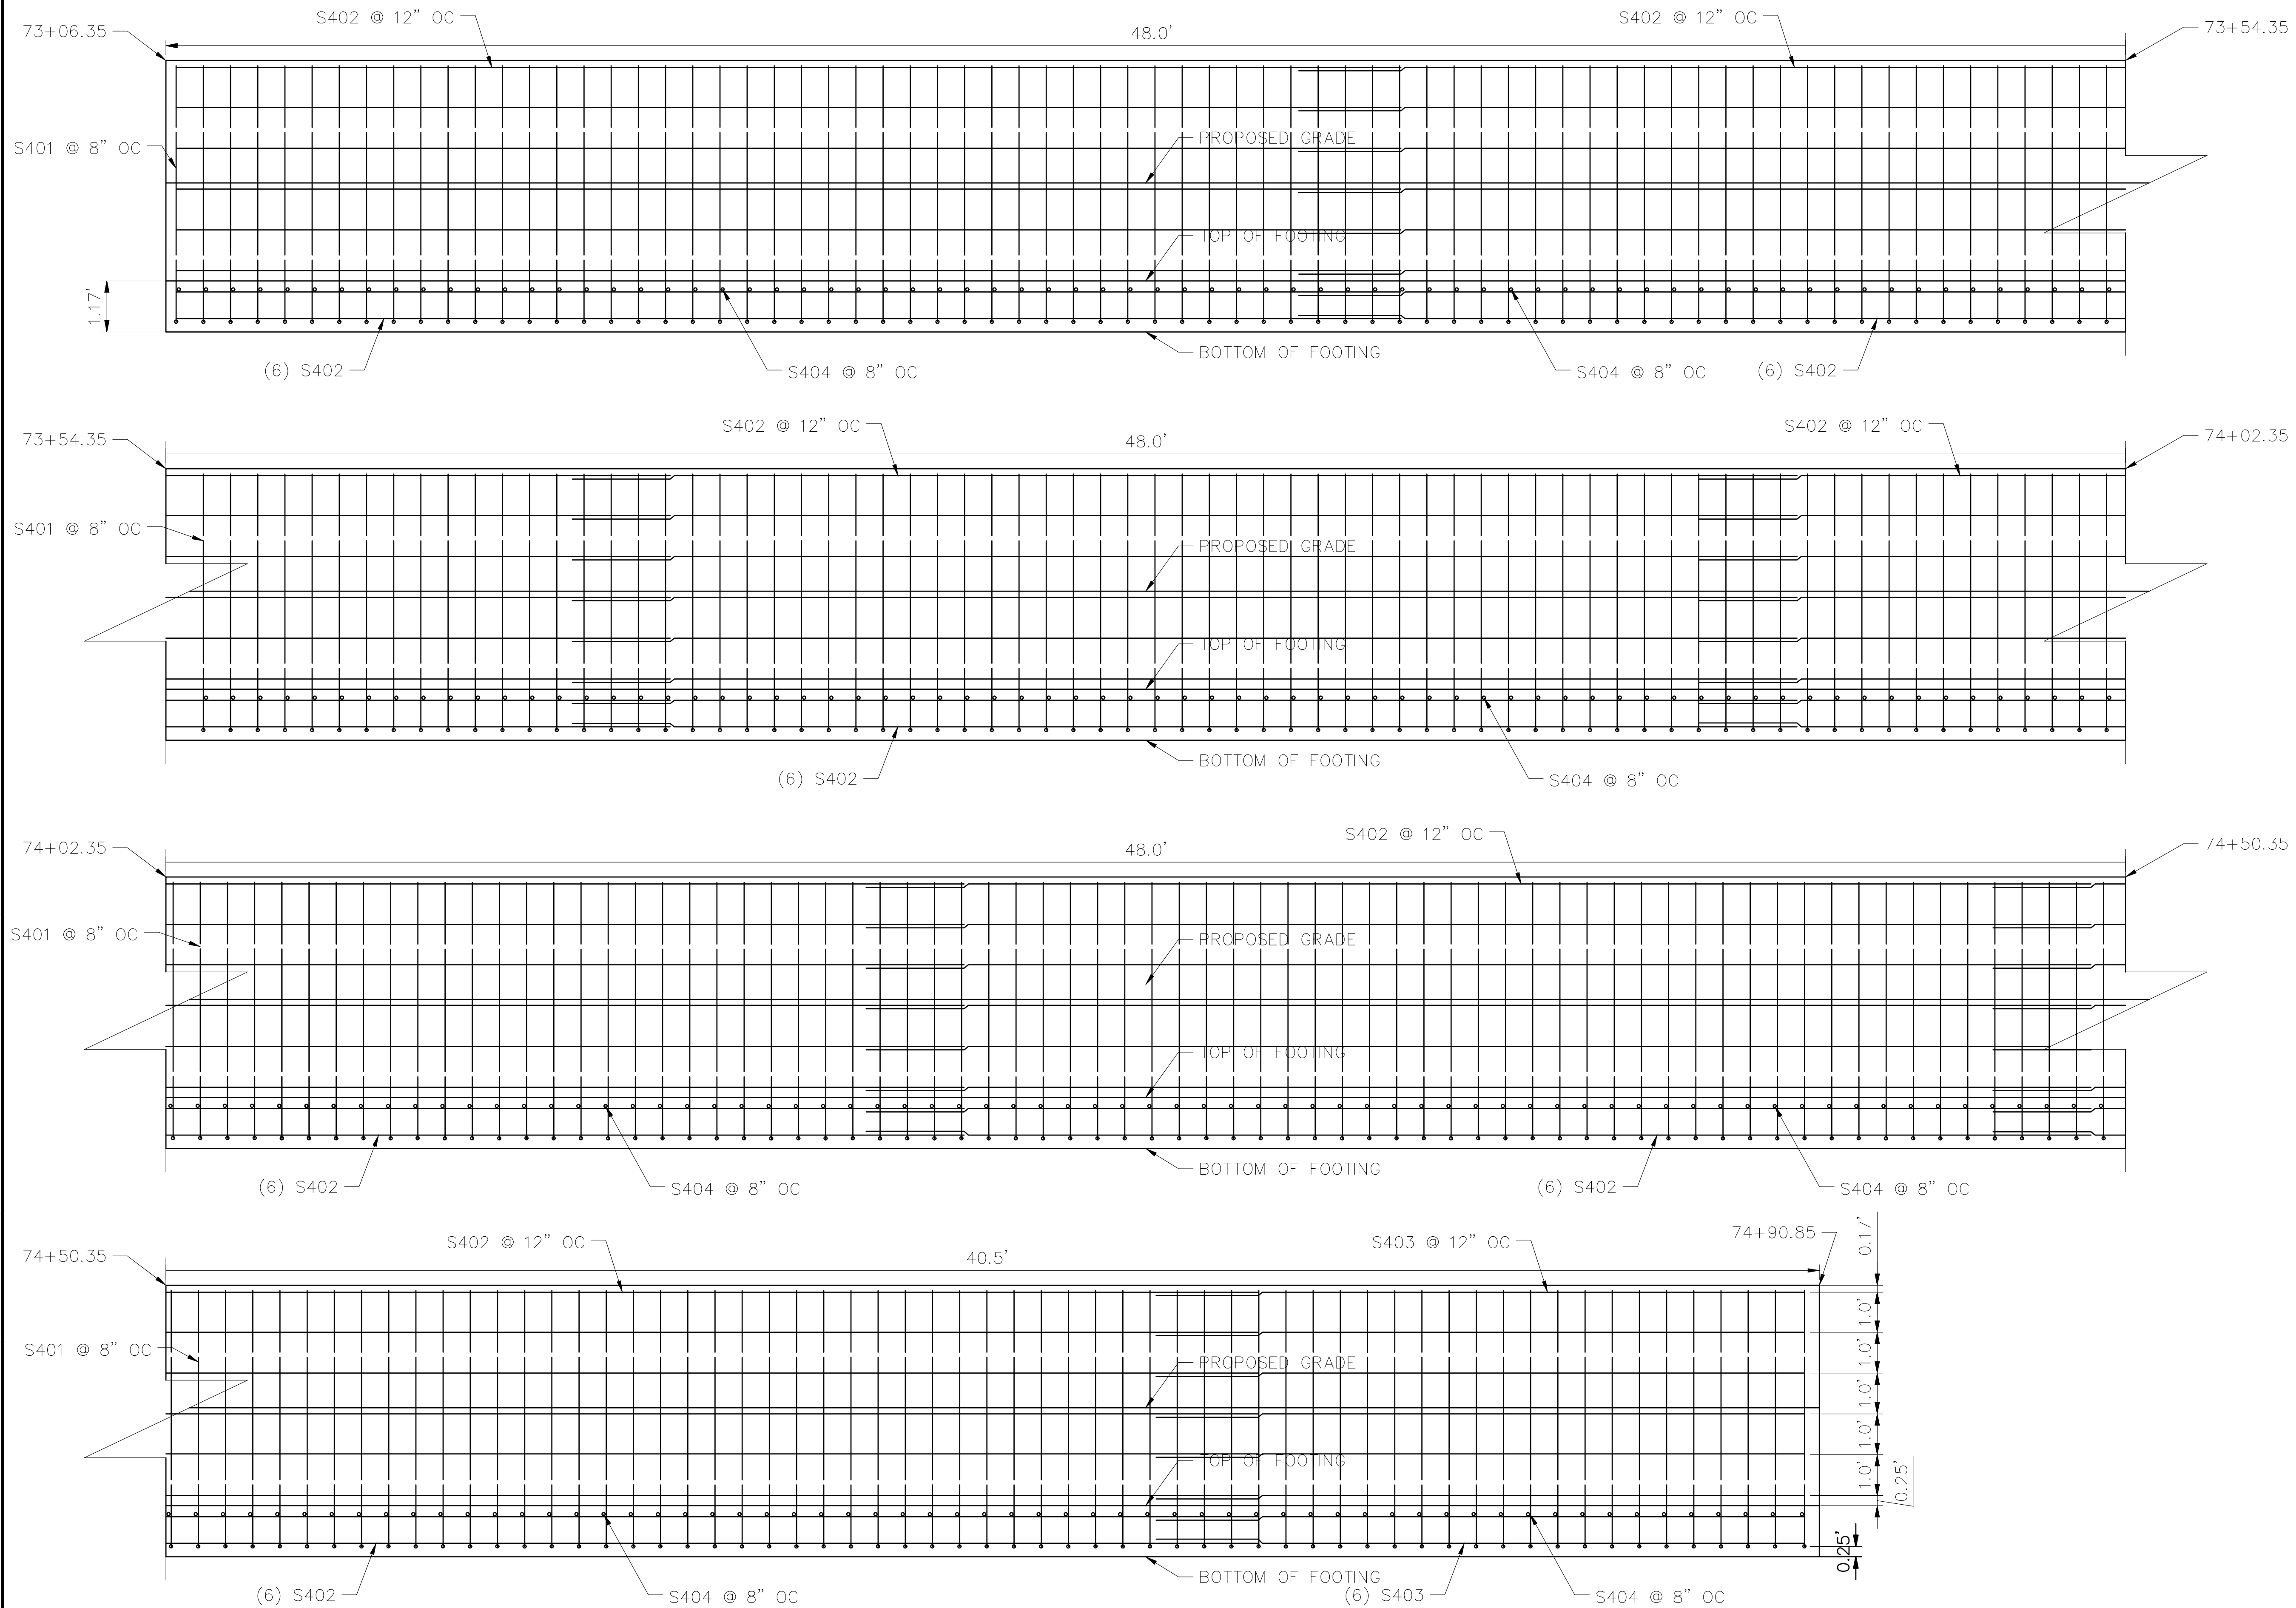 S402 @ 12” OC
S402 @ 12” OC
73+06.35
48.0’
73+54.35
S401 @ 8” OC
PROPOSED GRADE
TOP OF FOOTING
1.17’
BOTTOM OF FOOTING
(6) S402
S404 @ 8” OC
S404 @ 8” OC
(6) S402
S402 @ 12” OC
S402 @ 12” OC
73+54.35
48.0’
74+02.35
S401 @ 8” OC
PROPOSED GRADE
TOP OF FOOTING
BOTTOM OF FOOTING
(6) S402
S404 @ 8” OC
S402 @ 12” OC
74+02.35
48.0’
74+50.35
S401 @ 8” OC
PROPOSED GRADE
TOP OF FOOTING
BOTTOM OF FOOTING
(6) S402
S404 @ 8” OC
(6) S402
S404 @ 8” OC
74+50.35
S402 @ 12” OC
40.5’
S403 @ 12” OC
74+90.85
0.17’
1.0’
S401 @ 8” OC
1.0’
PROPOSED GRADE
1.0’
1.0’
TOP OF FOOTING
1.0’
0.25’
0.25’
BOTTOM OF FOOTING
(6) S402
S404 @ 8” OC
(6) S403
S404 @ 8” OC